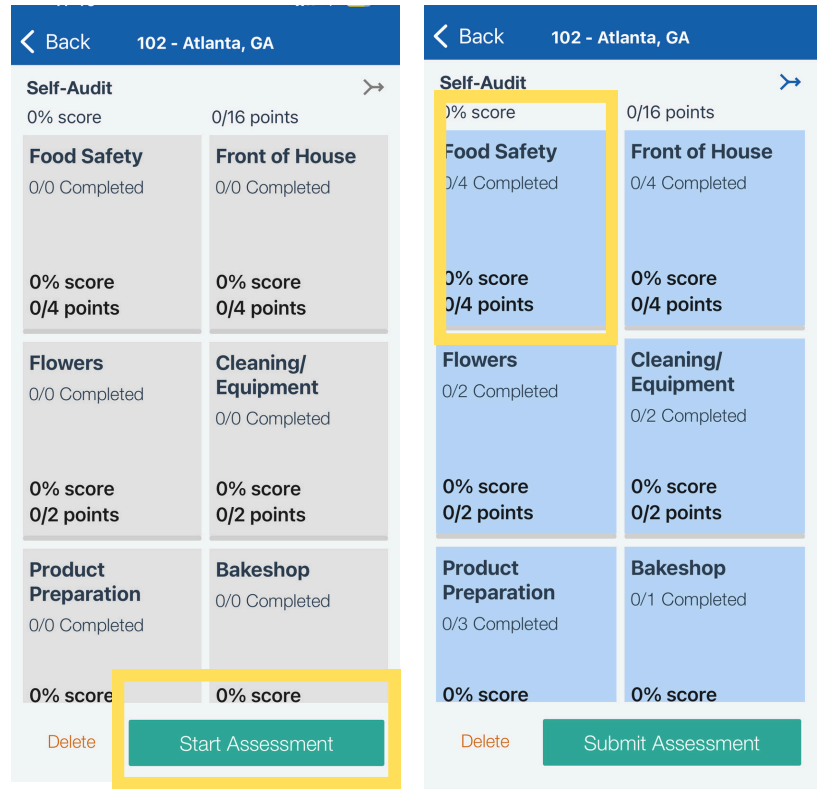 Back 102 - Atlanta, GA
Self-Audit
0% score 0/16 points
Food Safety Front of House
0/0 Completed 0/0 Completed
0% score 0% score
0/4 points 0/4 points
Flowers Cleaning/
Equipment
0/0 Completed 0/0 Completed
0% score 0% score
0/2 points 0/2 points
Product Bakeshop
Preparation
0/0 Completed 0/0 Completed
0% score 0% score
Delete Start Assessment
Back 102 - Atlanta, GA
Self-Audit
0% score 0/16 points
Food Safety Front of House
0/4 Completed 0/4 Completed
0% score 0% score
0/4 points 0/4 points
Flowers Cleaning/
Equipment
0/2 Completed 0/2 Completed
0% score 0% score
0/2 points 0/2 points
Product Bakeshop
Preparation
0/3 Completed 0/1 Completed
0% score 0% score
Delete Submit Assessment